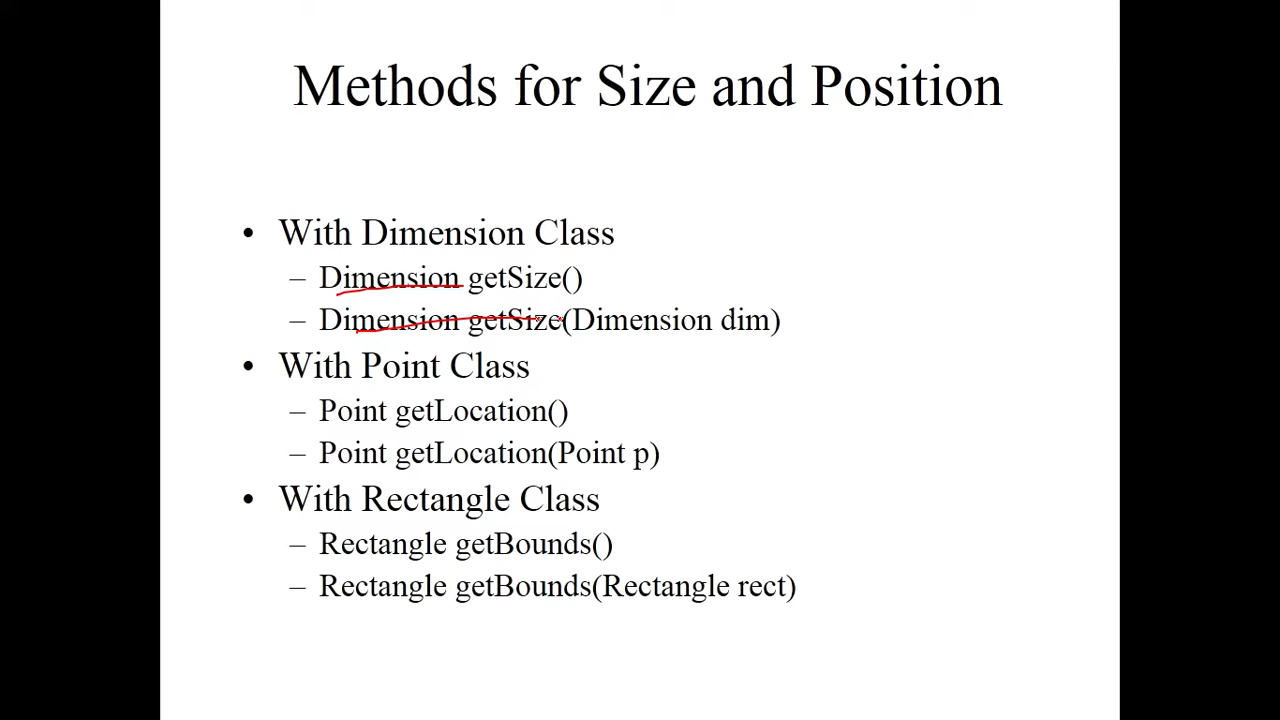 Methods for Size and Position
• With Dimension Class
– Dimension getSize()
– Dimension getSize(Dimension dim)
• With Point Class
– Point getLocation()
– Point getLocation(Point p)
• With Rectangle Class
– Rectangle getBounds()
– Rectangle getBounds(Rectangle rect)